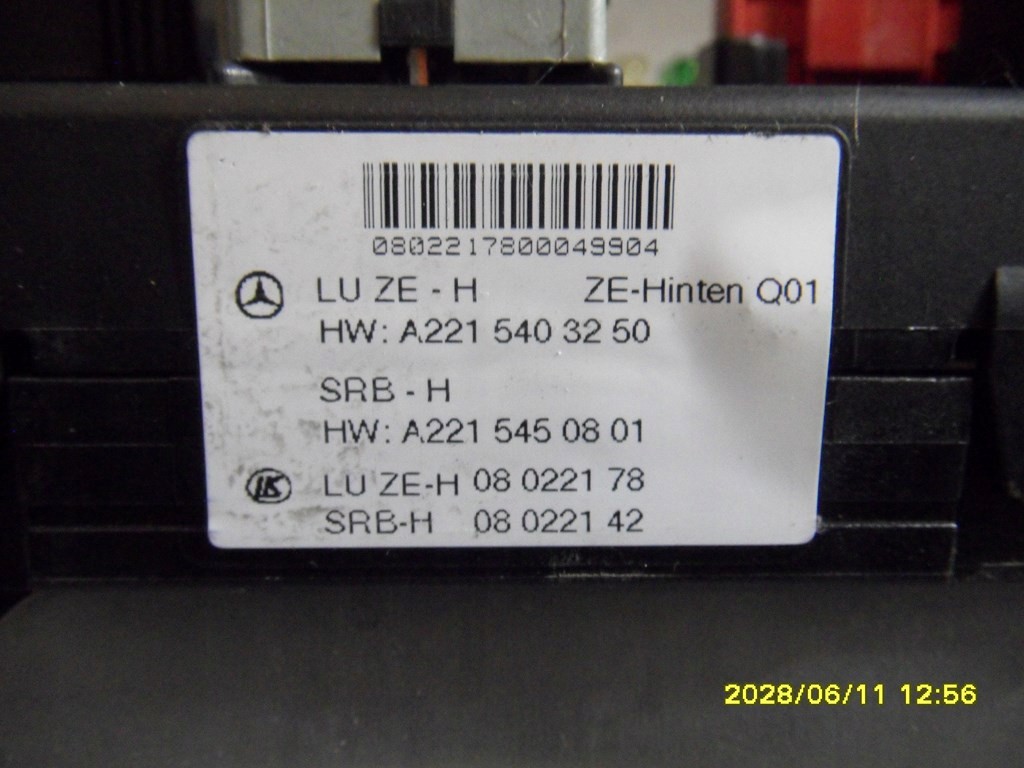 0802217800049904
LU ZE - H ZE-Hinten Q01
HW: A221 540 32 50
SRB - H
HW: A221 545 08 01
LK LU ZE-H 08 0221 78
SRB-H 08 0221 42
2028/06/11 12:56